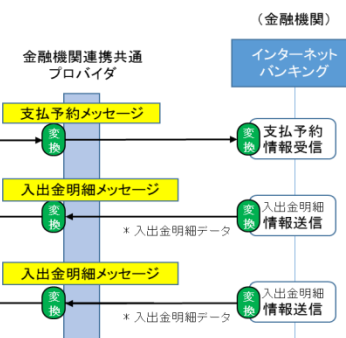 （金融機関）
金融機関連携共通
プロバイダ
インターネット
バンキング
支払予約メッセージ
変
換
変
換
支払予約
情報受信
入出金明細メッセージ
変
換
変
換
入出金明細
情報送信
＊入出金明細データ
入出金明細メッセージ
変
換
変
換
入出金明細
情報送信
＊入出金明細データ